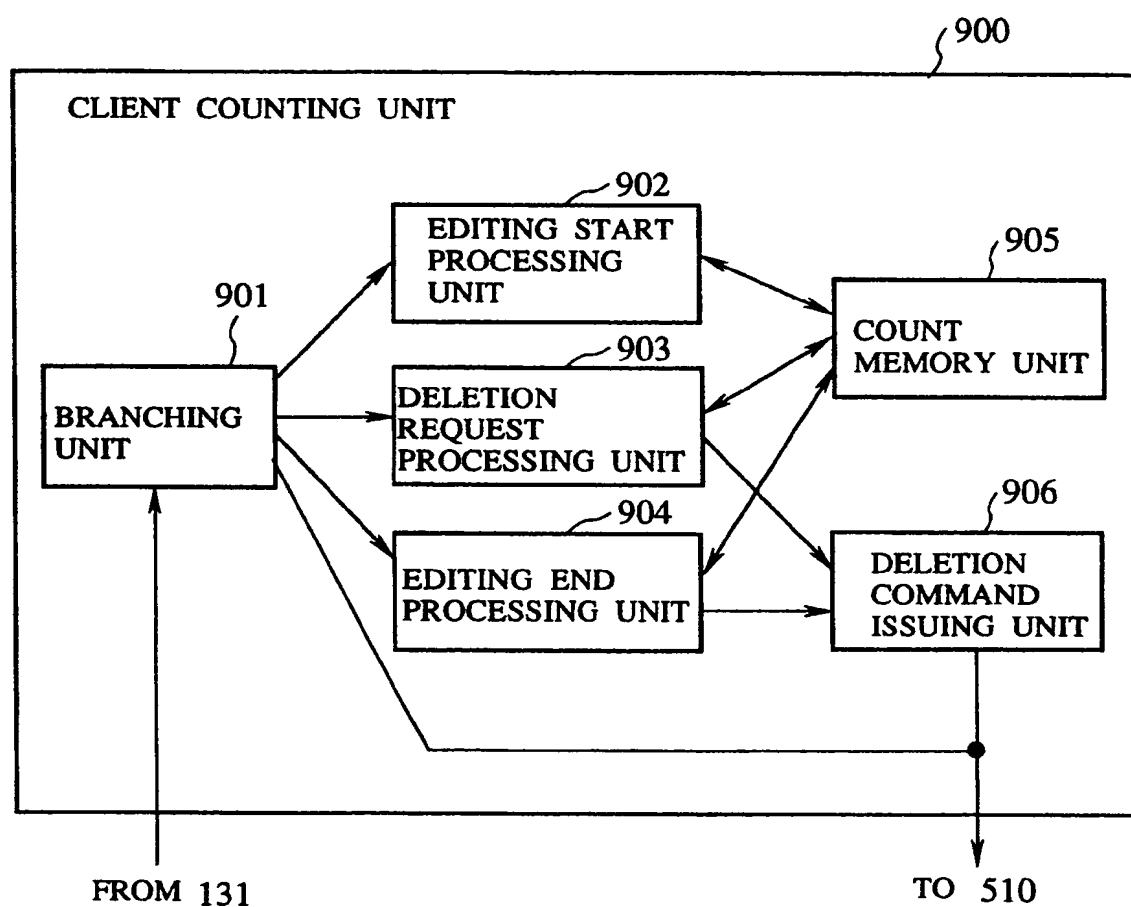 900
CLIENT COUNTING UNIT
902
EDITING START
PROCESSING
UNIT
905
COUNT
MEMORY UNIT
901
BRANCHING
UNIT
903
DELETION
REQUEST
PROCESSING UNIT
904
EDITING END
PROCESSING UNIT
906
DELETION
COMMAND
ISSUING UNIT
FROM 131
TO 510